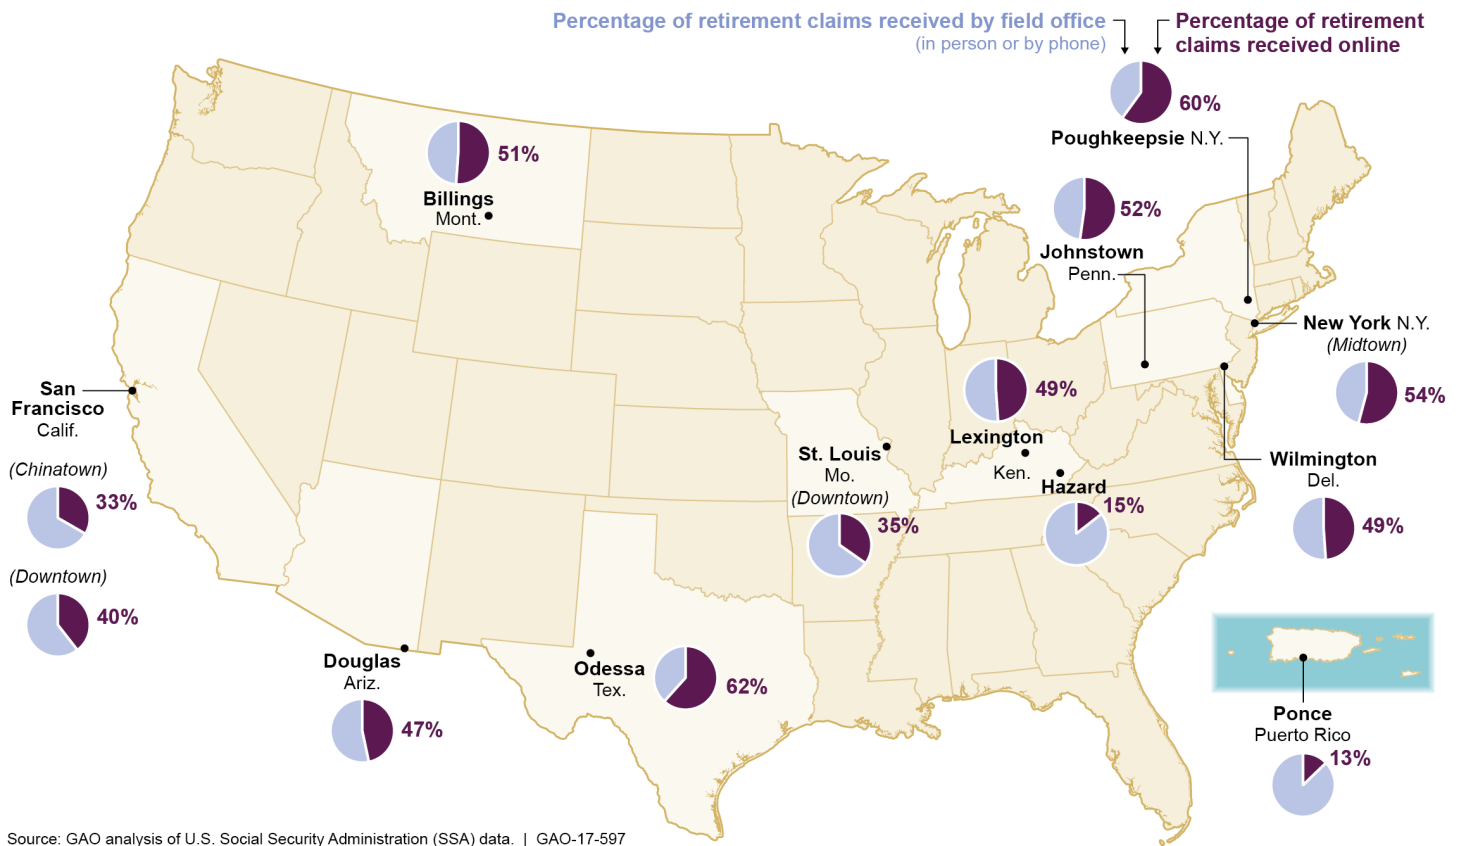 Percentage of retirement claims received by field office
(in person or by phone)
Percentage of retirement
claims received online
60%
Poughkeepsie N.Y.
51%
Billings
Mont.
52%
Johnstown
Penn.
New York N.Y.
(Midtown)
54%
San
Francisco
Calif.
(Chinatown)
33%
(Downtown)
40%
49%
Lexington
Ken.
St. Louis
Mo.
(Downtown)
35%
Hazard
15%
Wilmington
Del.
49%
Douglas
Ariz.
47%
Odessa
Tex.
62%
Ponce
Puerto Rico
13%
Source: GAO analysis of U.S. Social Security Administration (SSA) data. | GAO-17-597